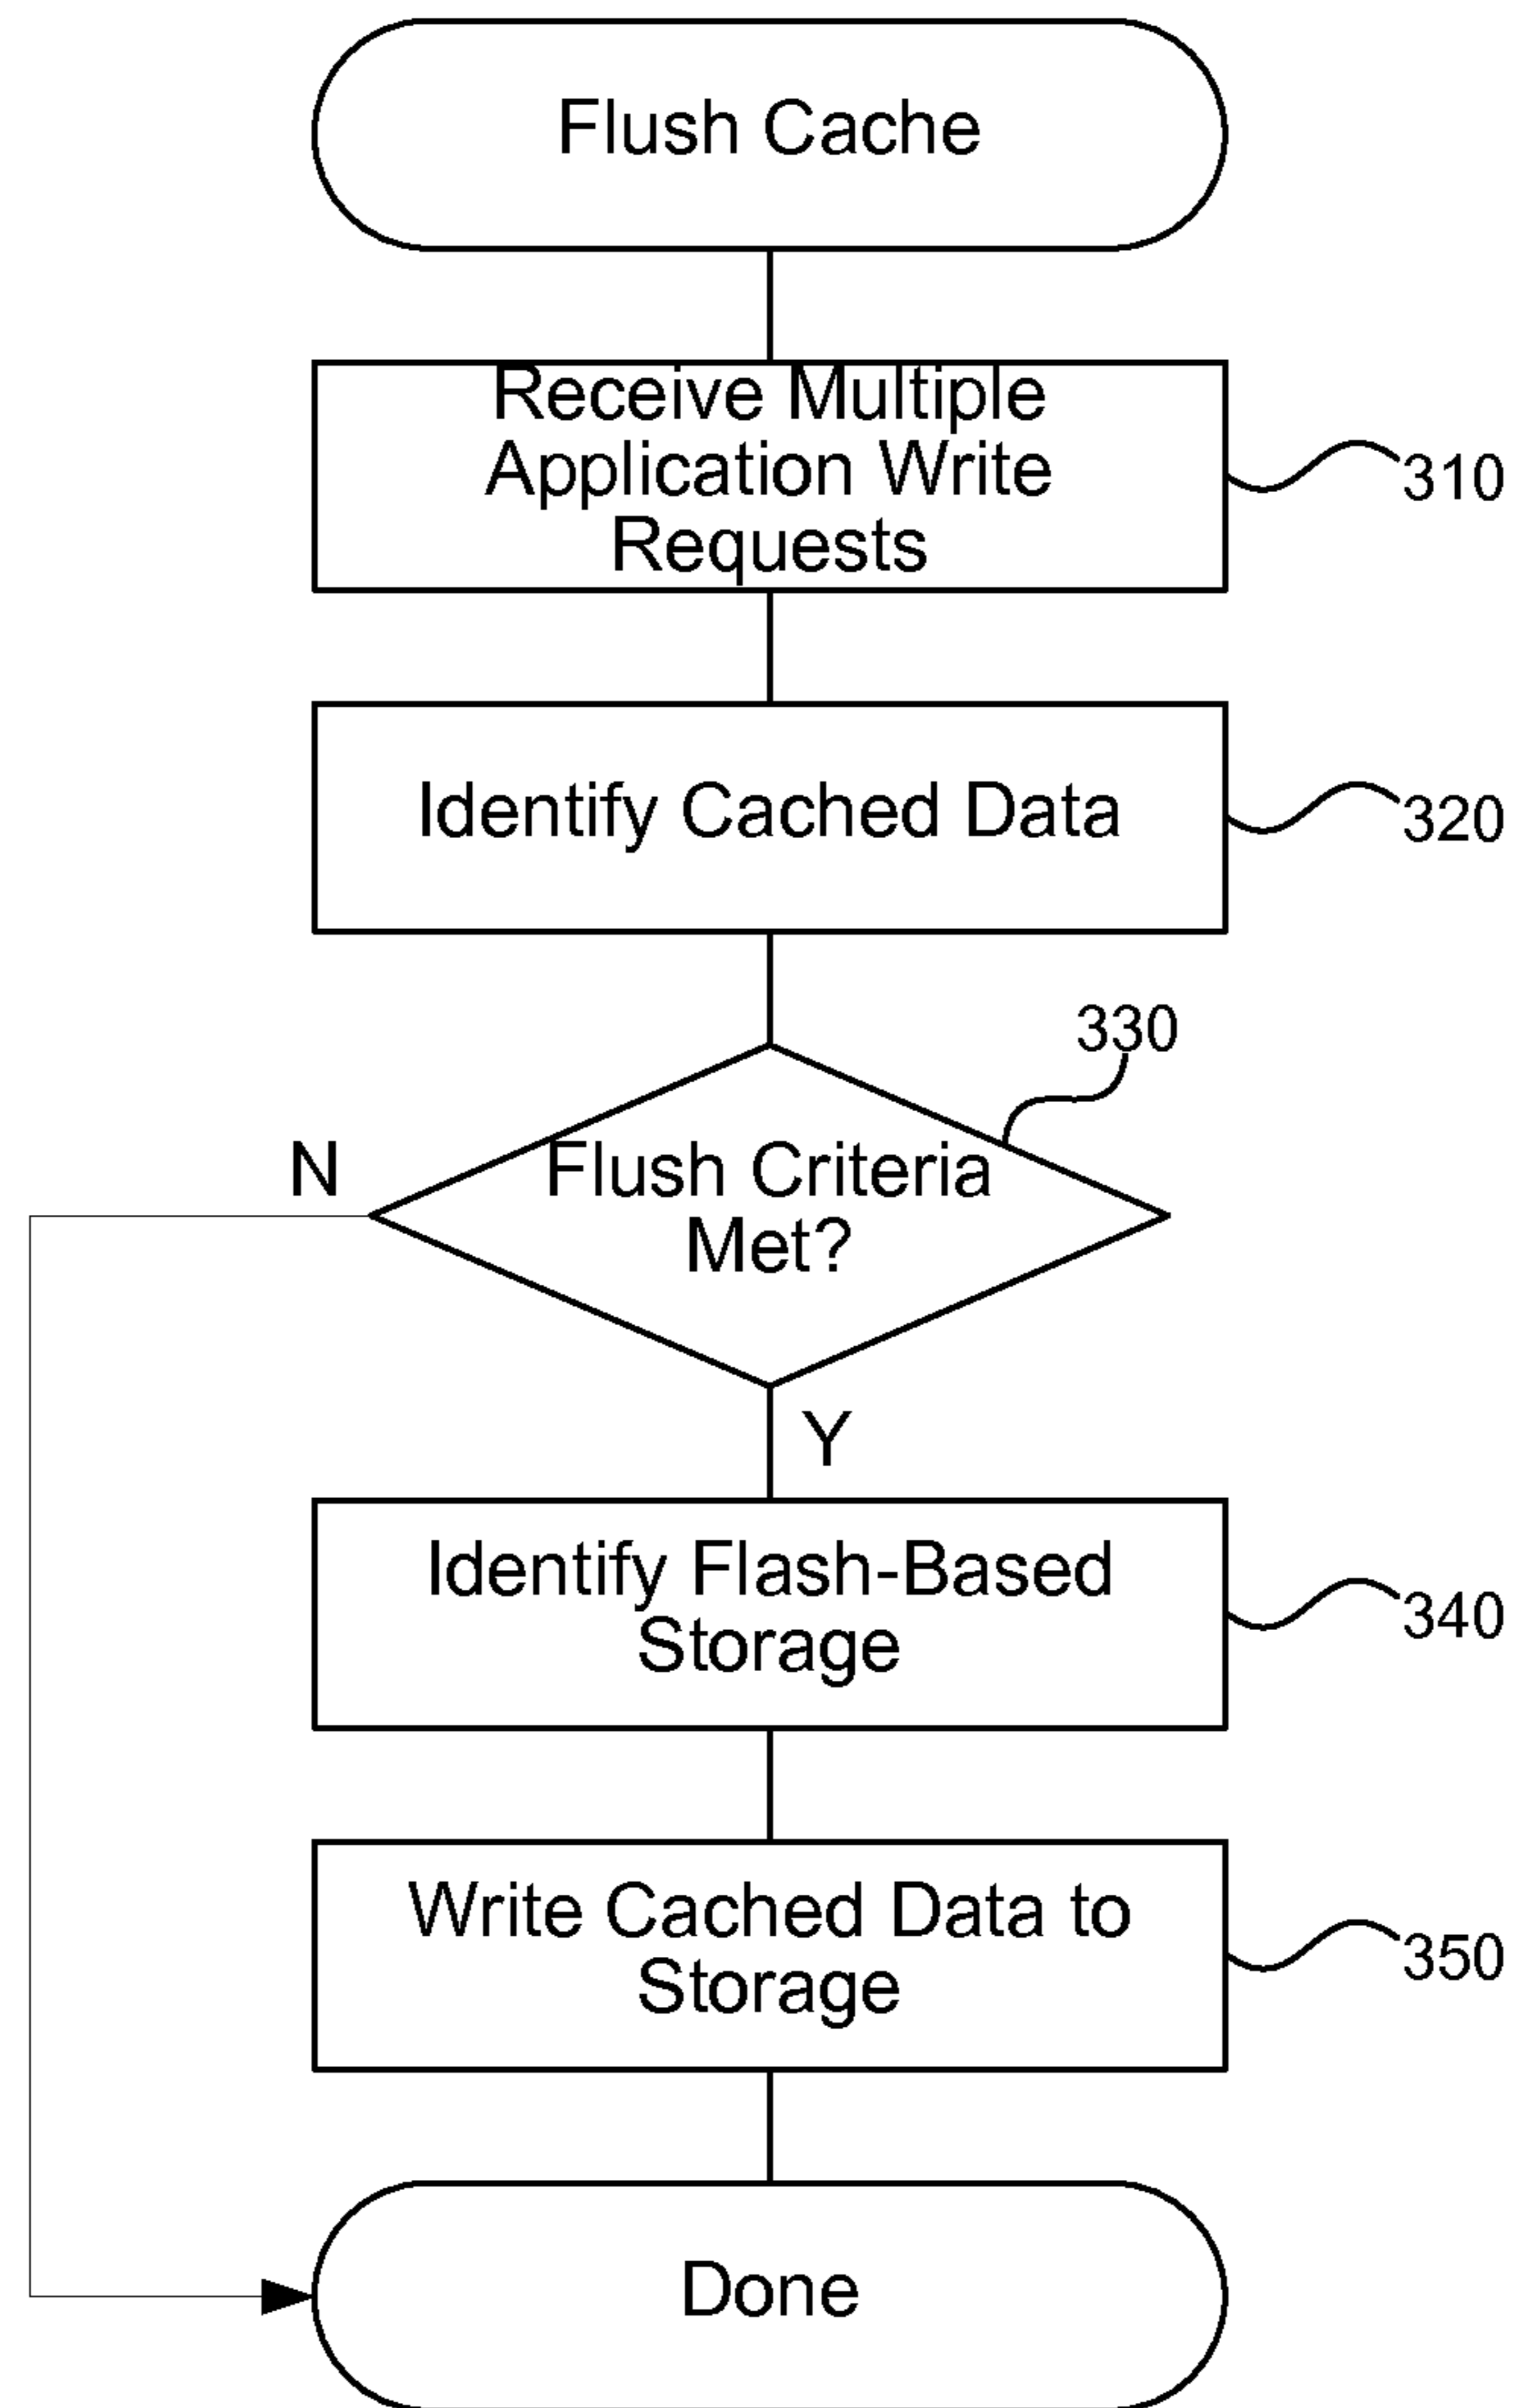 Flush Cache
Receive Multiple
Application Write
Requests
310
Identify Cached Data
320
330
N
Flush Criteria
Met?
Y
Identify Flash-Based
Storage
340
Write Cached Data to
Storage
350
Done